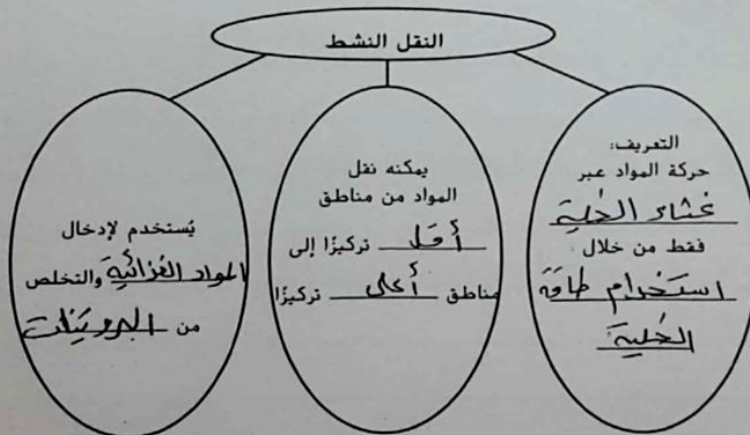 النقل النشط
التعريف:
حركة المواد عبر
غشاء الخلية
فقط من خلال
استخدام طاقة
الخلية
يمكنه نقل
المواد من مناطق
أقل تركيزًا إلى
مناطق أعلى تركيزًا
يُستخدم لإدخال
المواد الغذائية والتخلص
من البروتينات